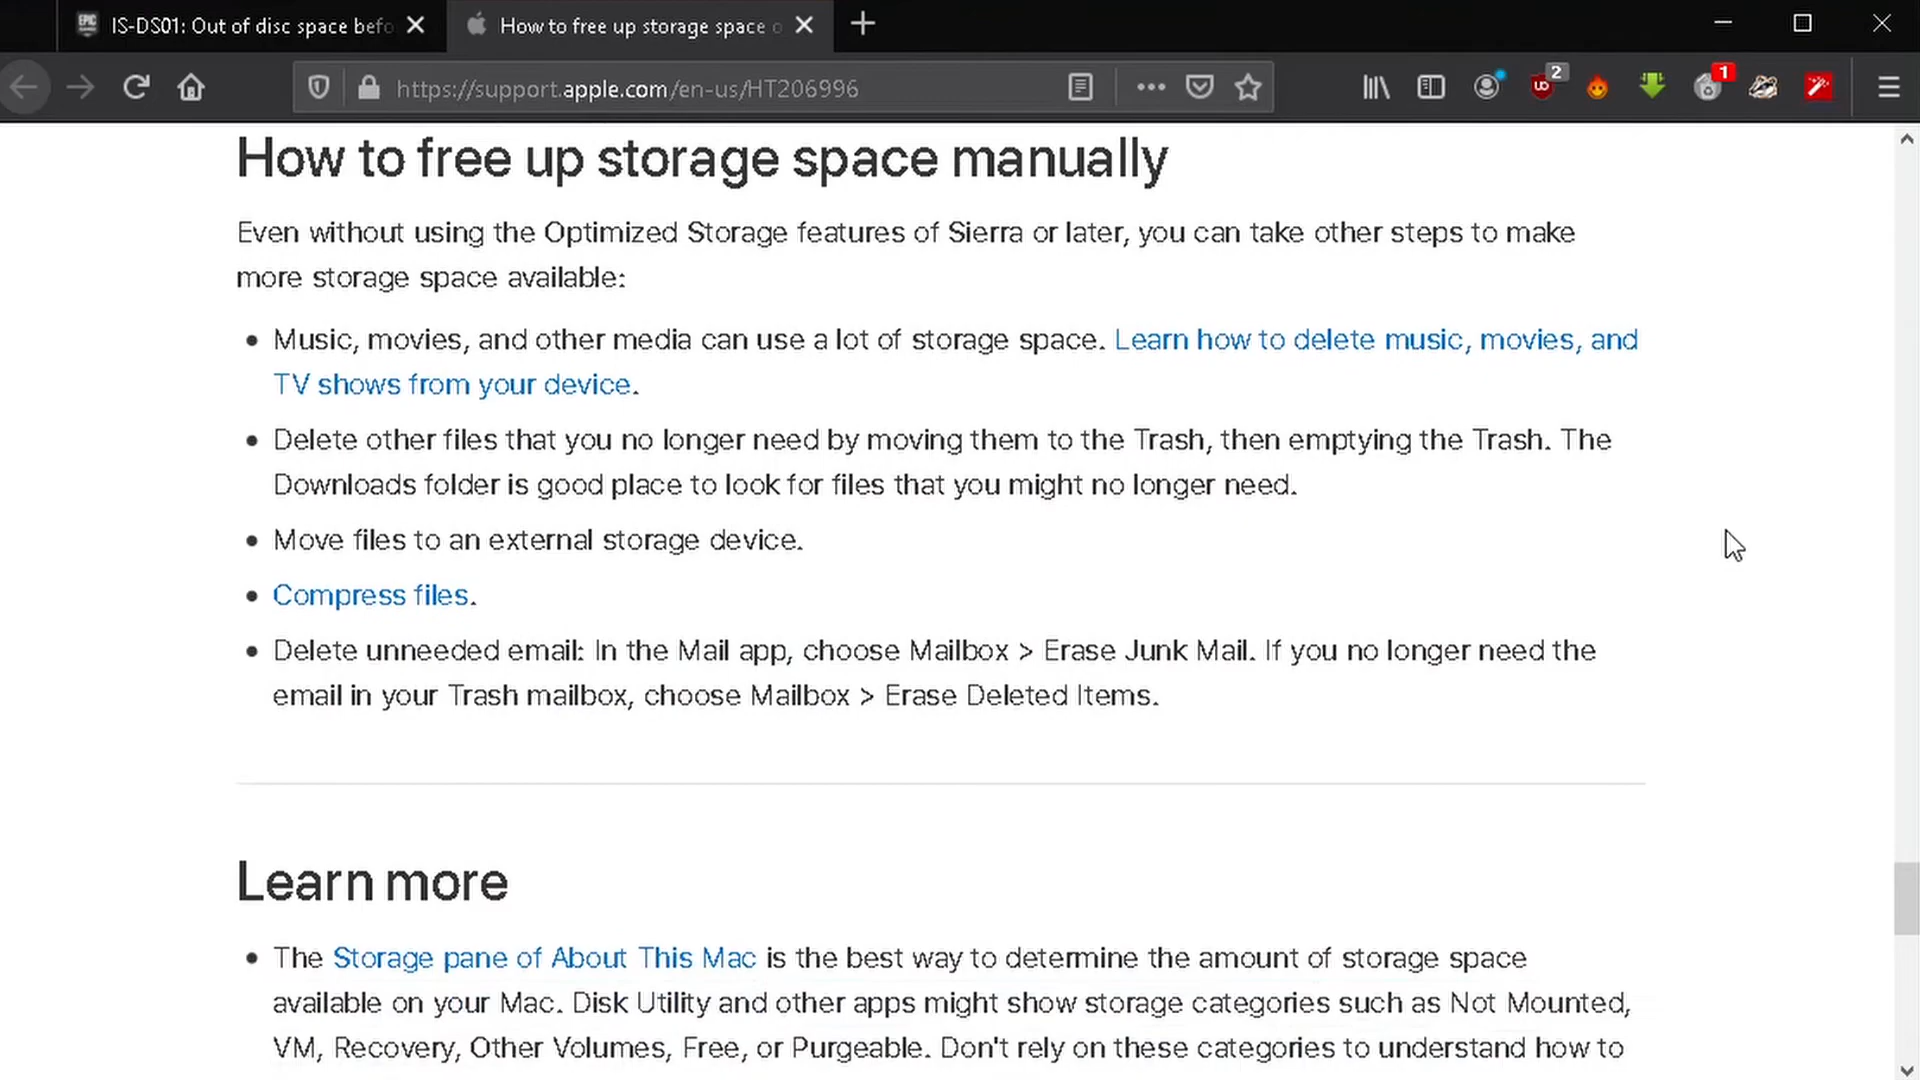 EPIC
IS-DS01: Out of disc space befo
How to free up storage space o
https://support.apple.com/en-us/HT206996
2
1
How to free up storage space manually
Even without using the Optimized Storage features of Sierra or later, you can take other steps to make
more storage space available:
• Music, movies, and other media can use a lot of storage space. Learn how to delete music, movies, and
TV shows from your device.
• Delete other files that you no longer need by moving them to the Trash, then emptying the Trash. The
Downloads folder is good place to look for files that you might no longer need.
• Move files to an external storage device.
• Compress files.
• Delete unneeded email: In the Mail app, choose Mailbox > Erase Junk Mail. If you no longer need the
email in your Trash mailbox, choose Mailbox > Erase Deleted Items.
Learn more
• The Storage pane of About This Mac is the best way to determine the amount of storage space
available on your Mac. Disk Utility and other apps might show storage categories such as Not Mounted,
VM, Recovery, Other Volumes, Free, or Purgeable. Don't rely on these categories to understand how to